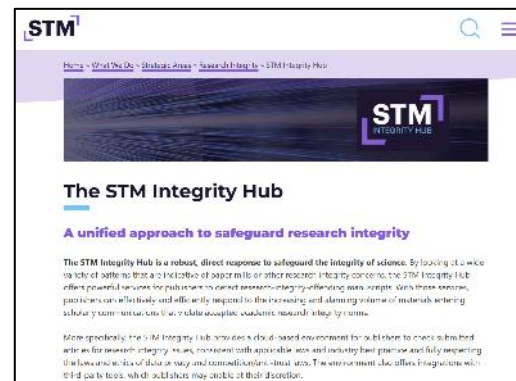 STM
Home » What We Do » Strategic Areas » Research Integrity » STM Integrity Hub
STM
INTEGRITY HUB
The STM Integrity Hub
A unified approach to safeguard research integrity
The STM Integrity Hub is a robust, direct response to safeguard the integrity of science. By looking at a wide
variety of patterns that are indicative of paper mills or other research integrity concerns, the STM Integrity Hub
offers powerful services for publishers to detect research-integrity-offending manuscripts. With those services,
publishers can effectively and efficiently respond to the increasing and alarming volume of materials entering
scholarly communications that violate accepted academic research integrity norms.
More specifically, the STM Integrity Hub provides a cloud-based environment for publishers to check submitted
articles for research integrity issues, consistent with applicable laws and industry best practice and fully respecting
the laws and ethics of data privacy and competition/anti-trust laws. The environment also offers integrations with
third-party tools, which publishers may enable at their discretion.